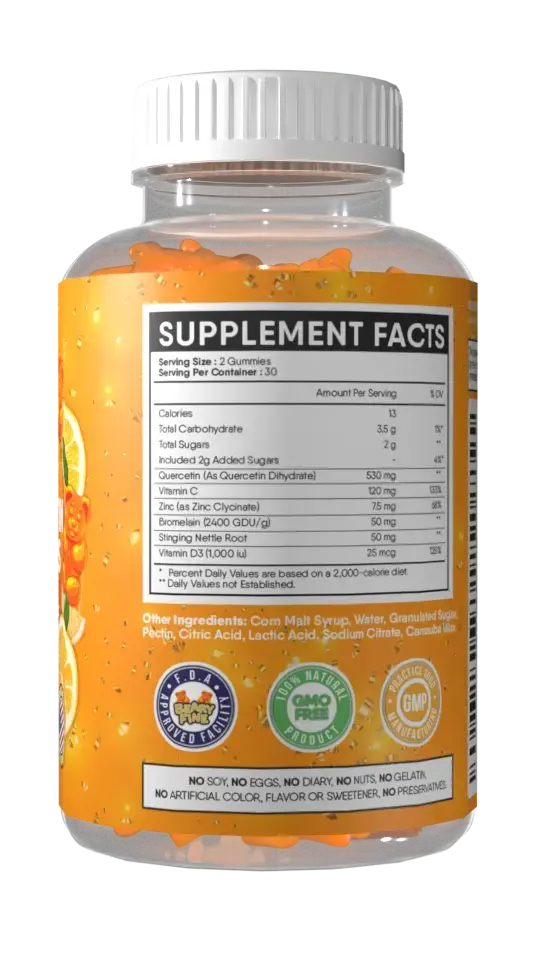 SUPPLEMENT FACTS
Serving Size : 2 Gummies
Serving Per Container : 30
Amount Per Serving % DV
Calories 13
Total Carbohydrate 3.5 g 1%*
Total Sugars 2 g **
Included 2g Added Sugars - 4%*
Quercetin (As Quercetin Dihydrate) 530 mg **
Vitamin C 120 mg 133%
Zinc (as Zinc Clycinate) 7.5 mg 68%
Bromelain (2400 GDU/g) 50 mg **
Stinging Nettle Root 50 mg **
Vitamin D3 (1,000 iu) 25 mcg 125%
* Percent Daily Values are based on a 2,000-calorie diet.
** Daily Values not Established.
Other Ingredients: Corn Malt Syrup, Water, Granulated Sugar,
Pectin, Citric Acid, Lactic Acid, Sodium Citrate, Carnauba Wax
F.D.A
BEARY
FINE
APPROVED FACILITY
100% NATURAL
GMO
FREE
PRODUCT
PRACTICE GOOD
GMP
MANUFACTURING
NO SOY, NO EGGS, NO DIARY, NO NUTS, NO GELATIN,
NO ARTIFICIAL COLOR, FLAVOR OR SWEETENER, NO PRESERVATIVES